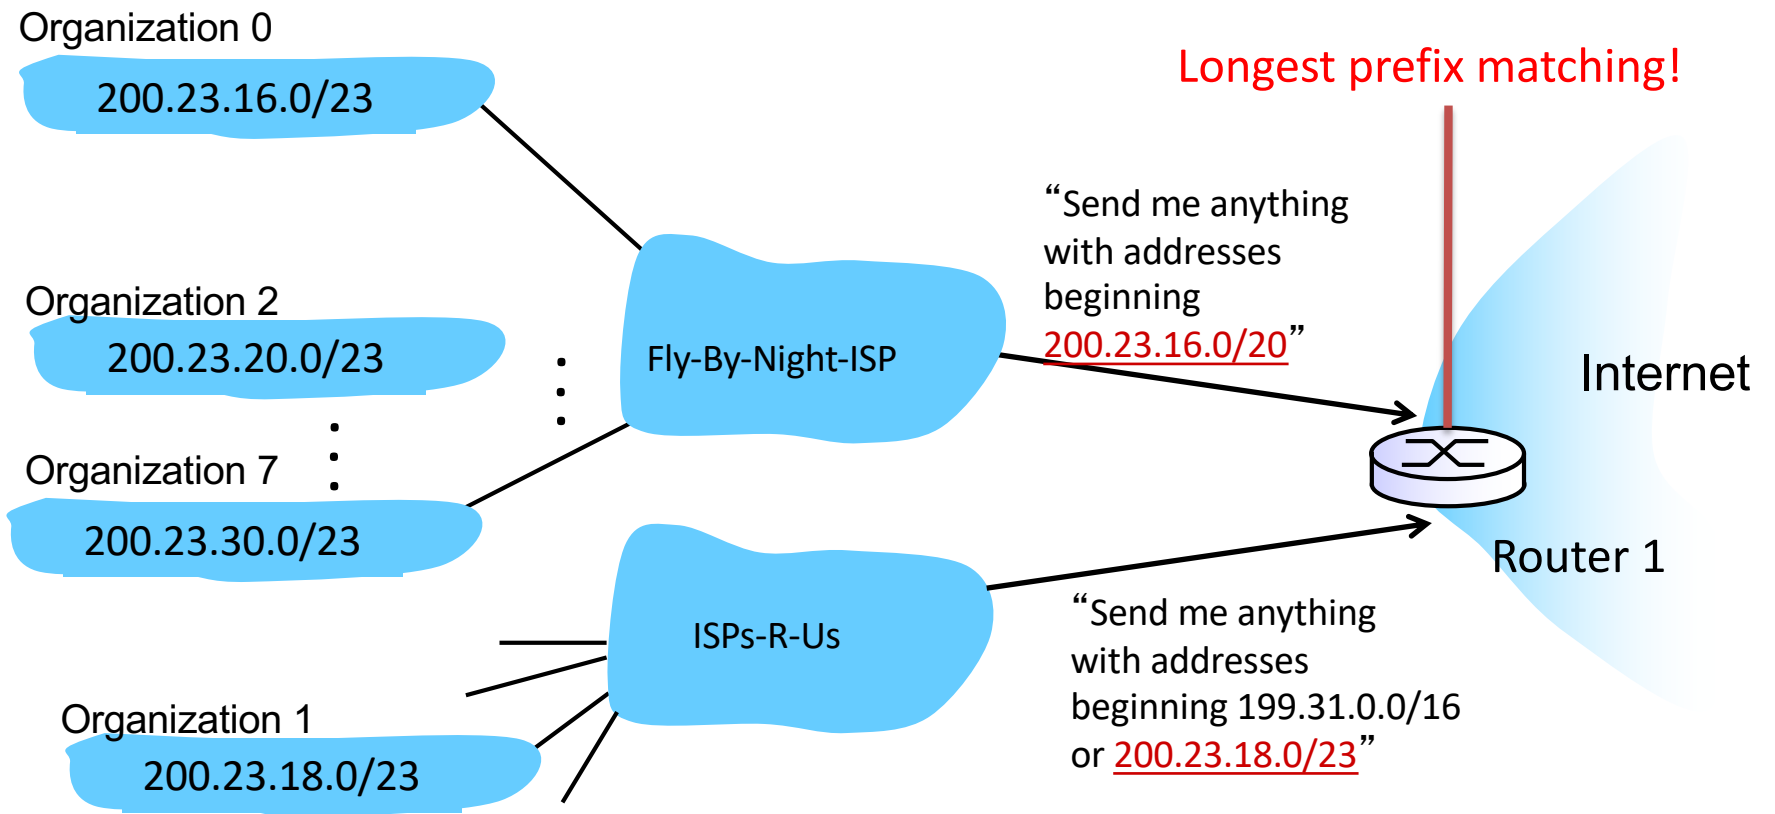 Organization 0
200.23.16.0/23
Organization 2
200.23.20.0/23
Organization 7
200.23.30.0/23
Organization 1
200.23.18.0/23
Fly-By-Night-ISP
ISPs-R-Us
“Send me anything
with addresses
beginning
200.23.16.0/20”
“Send me anything
with addresses
beginning 199.31.0.0/16
or 200.23.18.0/23”
Longest prefix matching!
Internet
Router 1